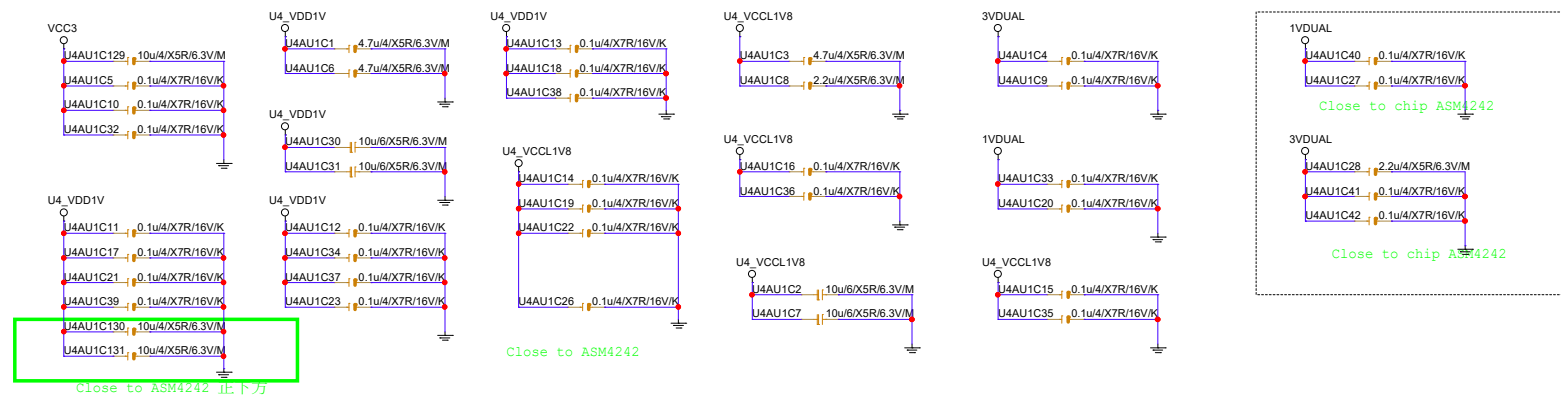 VCC3
U4AU1C129 10u/4/X5R/6.3V/M
U4AU1C5 0.1u/4/X7R/16V/K
U4AU1C10 0.1u/4/X7R/16V/K
U4AU1C32 0.1u/4/X7R/16V/K
U4_VDD1V
U4AU1C11 0.1u/4/X7R/16V/K
U4AU1C17 0.1u/4/X7R/16V/K
U4AU1C21 0.1u/4/X7R/16V/K
U4AU1C39 0.1u/4/X7R/16V/K
U4AU1C130 10u/4/X5R/6.3V/M
U4AU1C131 10u/4/X5R/6.3V/M
Close to ASM4242 正下方
U4_VDD1V
U4AU1C1 4.7u/4/X5R/6.3V/M
U4AU1C6 4.7u/4/X5R/6.3V/M
U4_VDD1V
U4AU1C30 10u/6/X5R/6.3V/M
U4AU1C31 10u/6/X5R/6.3V/M
U4_VDD1V
U4AU1C12 0.1u/4/X7R/16V/K
U4AU1C34 0.1u/4/X7R/16V/K
U4AU1C37 0.1u/4/X7R/16V/K
U4AU1C23 0.1u/4/X7R/16V/K
U4_VDD1V
U4AU1C13 0.1u/4/X7R/16V/K
U4AU1C18 0.1u/4/X7R/16V/K
U4AU1C38 0.1u/4/X7R/16V/K
U4_VCCL1V8
U4AU1C14 0.1u/4/X7R/16V/K
U4AU1C19 0.1u/4/X7R/16V/K
U4AU1C22 0.1u/4/X7R/16V/K
U4AU1C26 0.1u/4/X7R/16V/K
Close to ASM4242
U4_VCCL1V8
U4AU1C3 4.7u/4/X5R/6.3V/M
U4AU1C8 2.2u/4/X5R/6.3V/M
U4_VCCL1V8
U4AU1C16 0.1u/4/X7R/16V/K
U4AU1C36 0.1u/4/X7R/16V/K
U4_VCCL1V8
U4AU1C2 10u/6/X5R/6.3V/M
U4AU1C7 10u/6/X5R/6.3V/M
3VDUAL
U4AU1C4 0.1u/4/X7R/16V/K
U4AU1C9 0.1u/4/X7R/16V/K
1VDUAL
U4AU1C33 0.1u/4/X7R/16V/K
U4AU1C20 0.1u/4/X7R/16V/K
U4_VCCL1V8
U4AU1C15 0.1u/4/X7R/16V/K
U4AU1C35 0.1u/4/X7R/16V/K
1VDUAL
U4AU1C40 0.1u/4/X7R/16V/K
U4AU1C27 0.1u/4/X7R/16V/K
Close to chip ASM4242
3VDUAL
U4AU1C28 2.2u/4/X5R/6.3V/M
U4AU1C41 0.1u/4/X7R/16V/K
U4AU1C42 0.1u/4/X7R/16V/K
Close to chip ASM4242